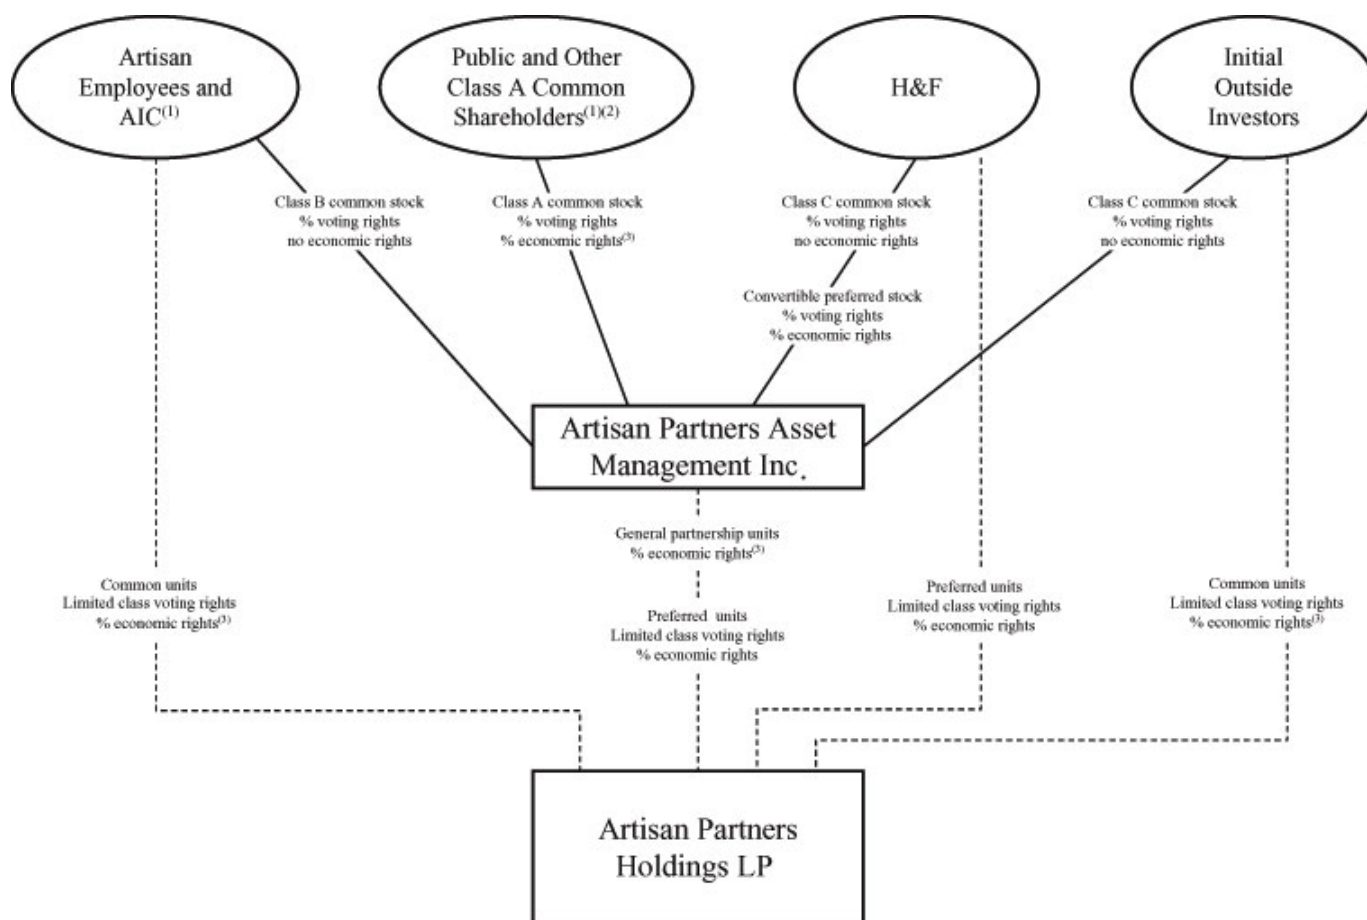 Artisan
Employees and
AIC(1)
Public and Other
Class A Common
Shareholders(1)(2)
H&F
Initial
Outside
Investors
Class B common stock
% voting rights
no economic rights
Class A common stock
% voting rights
% economic rights(3)
Class C common stock
% voting rights
no economic rights
Class C common stock
% voting rights
no economic rights
Convertible preferred stock
% voting rights
% economic rights
Artisan Partners Asset
Management Inc.
General partnership units
% economic rights(3)
Common units
Limited class voting rights
% economic rights(3)
Preferred units
Limited class voting rights
% economic rights
Preferred units
Limited class voting rights
% economic rights
Common units
Limited class voting rights
% economic rights(3)
Artisan Partners
Holdings LP